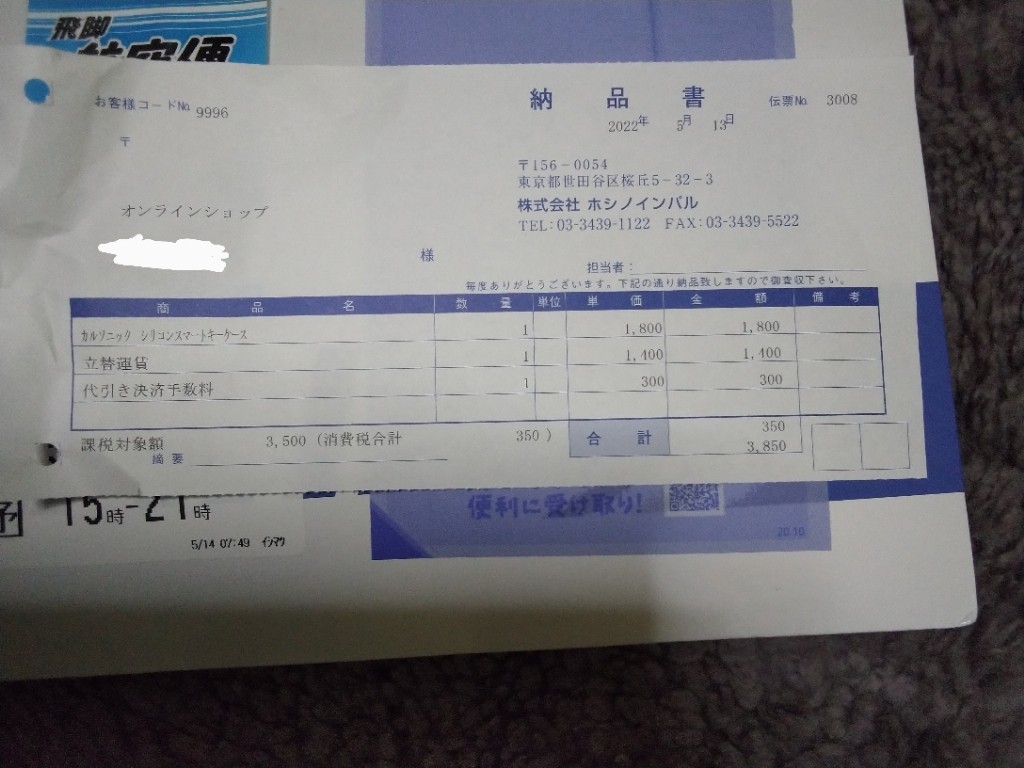 飛脚
航空便
お客様コード№ 9996
納品書
伝票№ 3008
2022年 5月 13日
〒
〒156-0054
東京都世田谷区桜丘5-32-3
株式会社 ホシノインパル
TEL:03-3439-1122 FAX:03-3439-5522
オンラインショップ
様
担当者:
毎度ありがとうございます。下記の通り納品致しますので御査収下さい。
商品名 数量 単位 単価 金額 備考
カルソニック シリコンスマートキーケース 1 1,800 1,800
立替運賃 1 1,400 1,400
代引き決済手数料 1 300 300
課税対象額 3,500 (消費税合計 350 ) 合計 350
3,850
摘要
15時-21時
5/14 07:49 イシマツ
便利に受け取り!
20.10